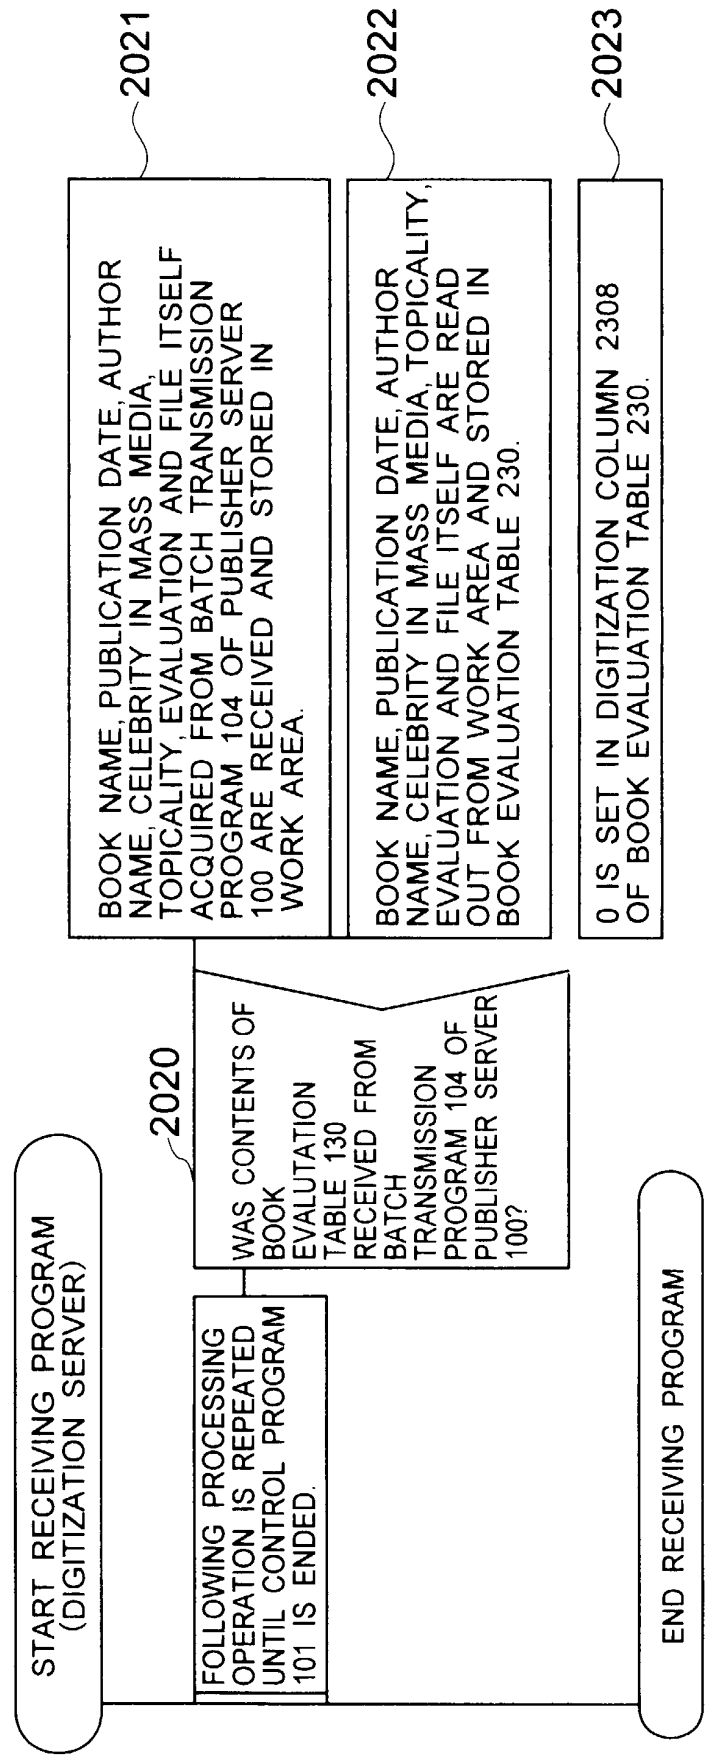 START RECEIVING PROGRAM
(DIGITIZATION SERVER)
FOLLOWING PROCESSING
OPERATION IS REPEATED
UNTIL CONTROL PROGRAM
101 IS ENDED.
2020
WAS CONTENTS OF
BOOK
EVALUTATION
TABLE 130
RECEIVED FROM
BATCH
TRANSMISSION
PROGRAM 104 OF
PUBLISHER SERVER
100?
2021
BOOK NAME, PUBLICATION DATE, AUTHOR
NAME, CELEBRITY IN MASS MEDIA,
TOPICALITY, EVALUATION AND FILE ITSELF
ACQUIRED FROM BATCH TRANSMISSION
PROGRAM 104 OF PUBLISHER SERVER
100 ARE RECEIVED AND STORED IN
WORK AREA.
2022
BOOK NAME, PUBLICATION DATE, AUTHOR
NAME, CELEBRITY IN MASS MEDIA, TOPICALITY,
EVALUATION AND FILE ITSELF ARE READ
OUT FROM WORK AREA AND STORED IN
BOOK EVALUATION TABLE 230.
2023
0 IS SET IN DIGITIZATION COLUMN 2308
OF BOOK EVALUATION TABLE 230.
END RECEIVING PROGRAM